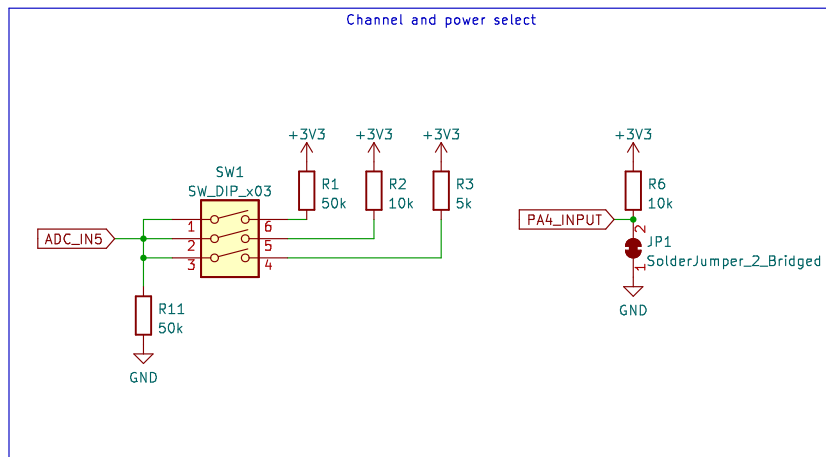 Channel and power select
+3V3
+3V3
+3V3
+3V3
SW1
SW_DIP_x03
R1
50k
R2
10k
R3
5k
R6
10k
1
6
2
5
3
4
ADC_IN5
PA4_INPUT
2
JP1
1
SolderJumper_2_Bridged
R11
50k
GND
GND